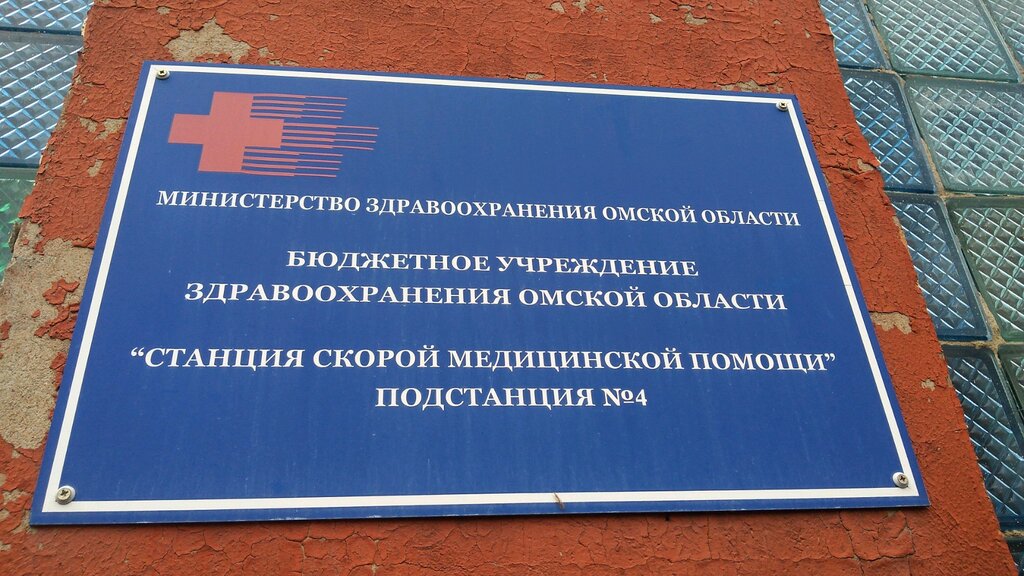 МИНИСТЕРСТВО ЗДРАВООХРАНЕНИЯ ОМСКОЙ ОБЛАСТИ
БЮДЖЕТНОЕ УЧРЕЖДЕНИЕ
ЗДРАВООХРАНЕНИЯ ОМСКОЙ ОБЛАСТИ
“СТАНЦИЯ СКОРОЙ МЕДИЦИНСКОЙ ПОМОЩИ”
ПОДСТАНЦИЯ №4